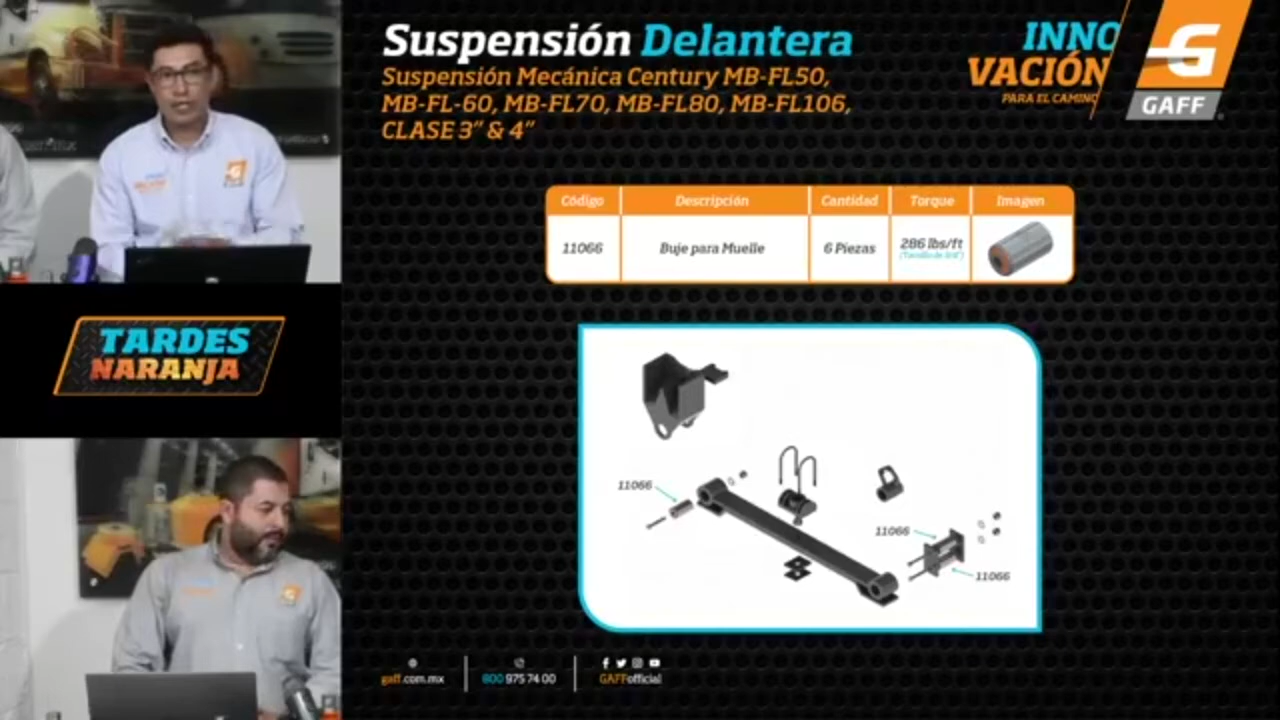 Suspensión Delantera
Suspensión Mecánica Century MB-FL50,
MB-FL-60, MB-FL70, MB-FL80, MB-FL106,
CLASE 3" & 4"
INNO
VACIÓN
PARA EL CAMINO
G
GAFF
Código Descripción Cantidad Torque Imagen
11066 Buje para Muelle 6 Piezas 286 lbs/ft
TARDES
NARANJA
11066
11066
11066
gaff.com.mx 800 975 74 00 GAFFofficial